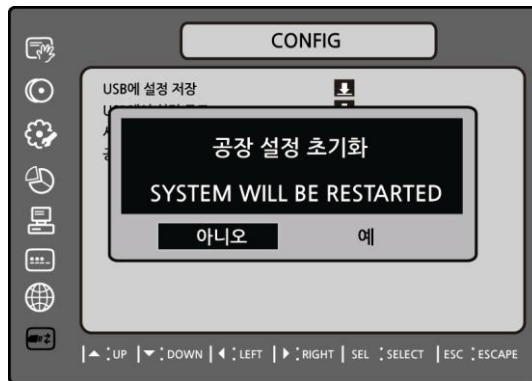 CONFIG
USB에 설정 저장
공장 설정 초기화
SYSTEM WILL BE RESTARTED
아니오 예
▲ : UP ▼ : DOWN ◀ : LEFT ▶ : RIGHT SEL : SELECT ESC : ESCAPE